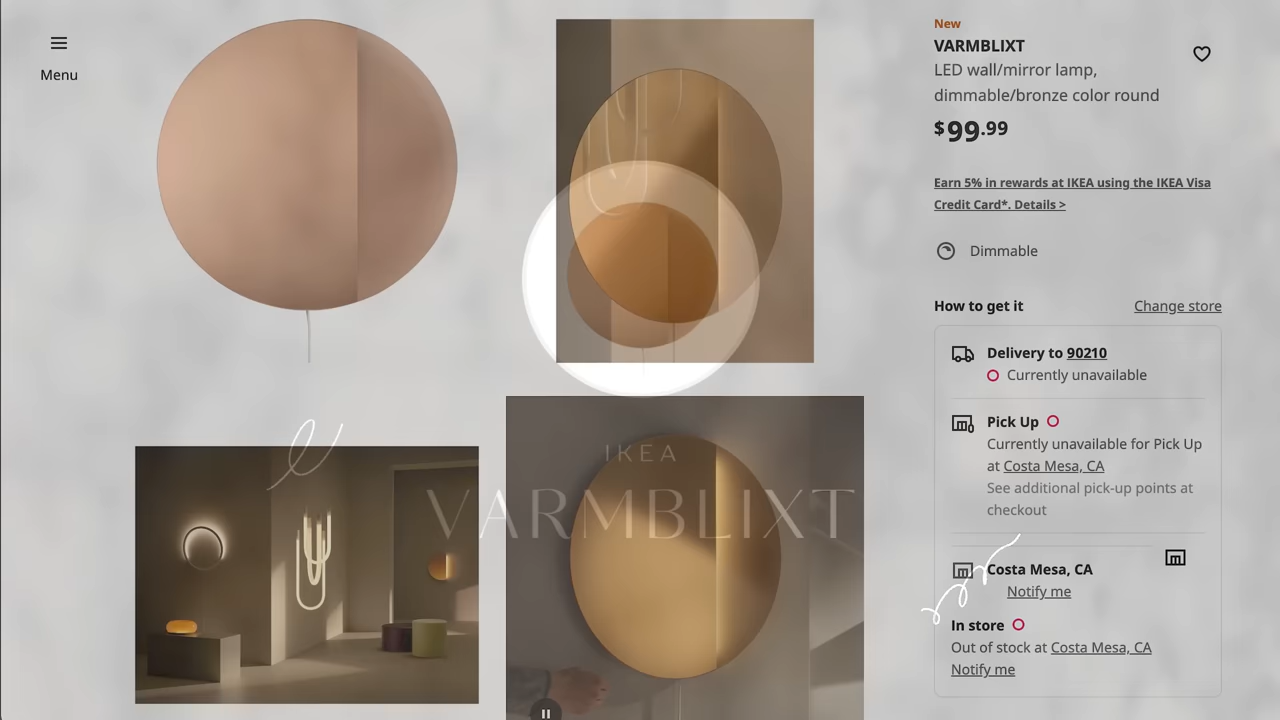 Menu
New
VARMBLIXT
LED wall/mirror lamp,
dimmable/bronze color round
$99.99
Earn 5% in rewards at IKEA using the IKEA Visa
Credit Card*. Details >
Dimmable
How to get it
Change store
Delivery to 90210
Currently unavailable
Pick Up
Currently unavailable for Pick Up
at Costa Mesa, CA
See additional pick-up points at
checkout
Costa Mesa, CA
Notify me
In store
Out of stock at Costa Mesa, CA
Notify me
IKEA
VARMBLIXT